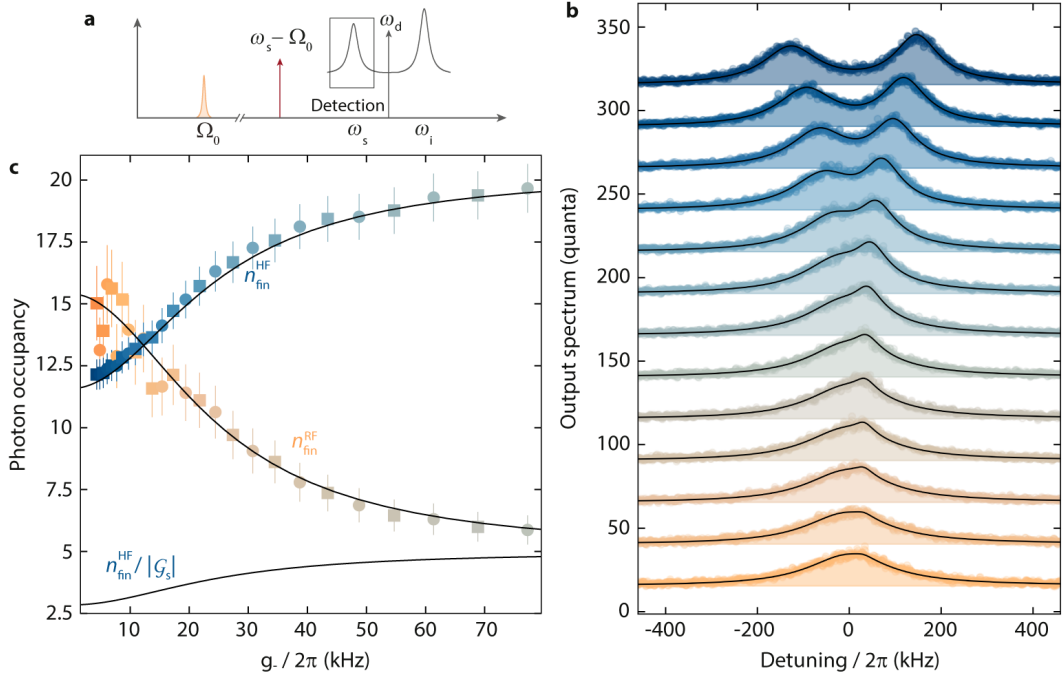 a
ω_s – Ω_0
ω_d
Detection
Ω_0
ω_s
ω_i
b
350
300
250
200
150
100
50
0
Output spectrum (quanta)
-400
-200
0
200
400
Detuning / 2π (kHz)
c
20
17.5
15
12.5
10
7.5
5
2.5
Photon occupancy
n_fin^HF
n_fin^RF
n_fin^HF / |𝒢_s|
10
20
30
40
50
60
70
g_- / 2π (kHz)